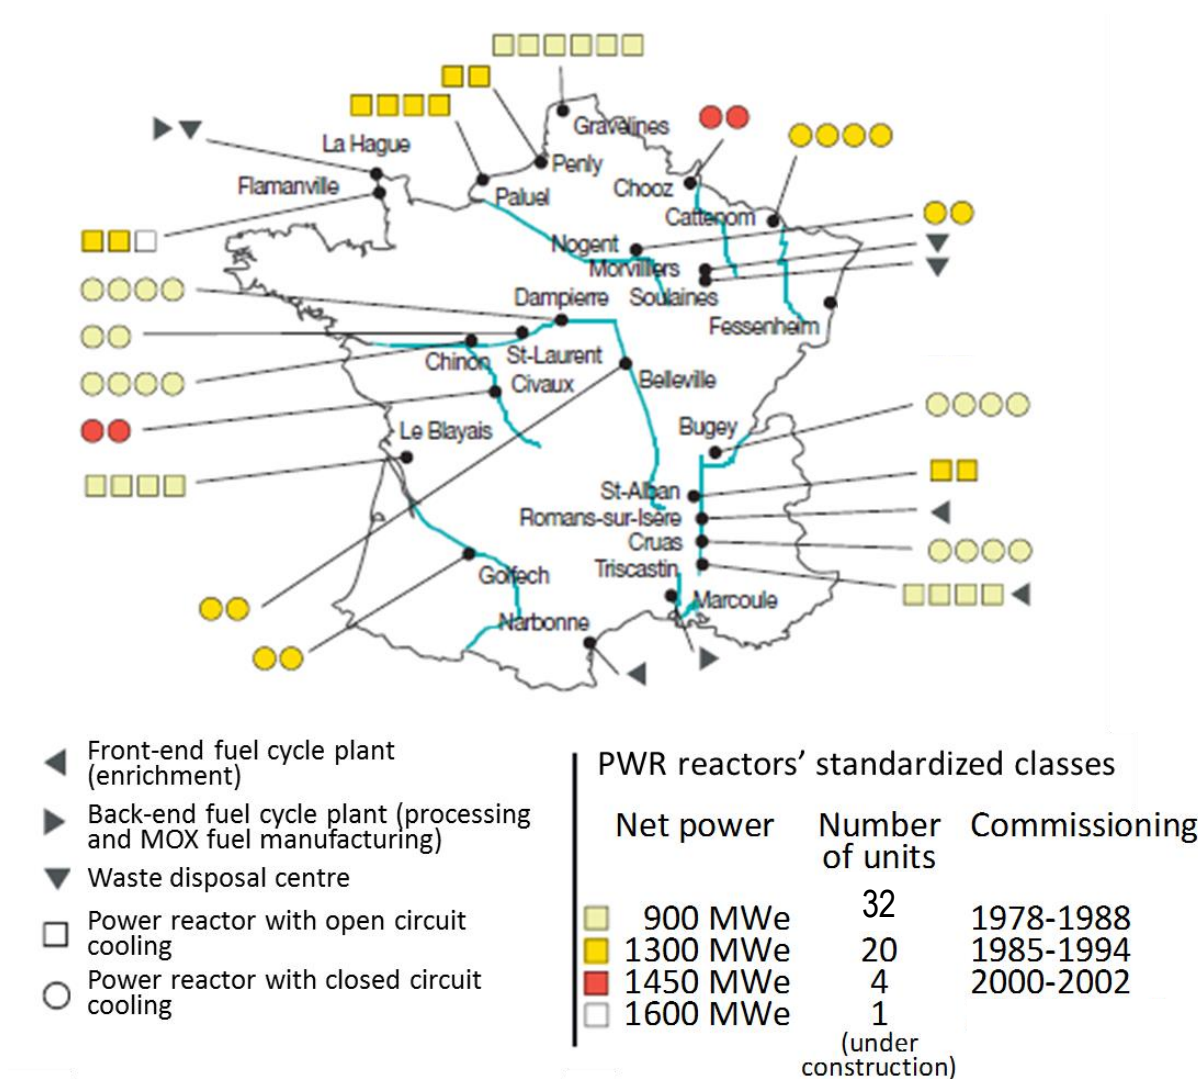 Gravelines
Penly
La Hague
Chooz
Flamanville
Paluel
Cattenom
Nogent
Morvilliers
Dampierre
Soulaines
Fessenheim
St-Laurent
Chinon
Civaux
Belleville
Le Blayais
Bugey
St-Alban
Romans-sur-Isère
Cruas
Triscastin
Golfech
Marcoule
Narbonne
Front-end fuel cycle plant
(enrichment)
Back-end fuel cycle plant (processing
and MOX fuel manufacturing)
Waste disposal centre
Power reactor with open circuit
cooling
Power reactor with closed circuit
cooling
PWR reactors’ standardized classes
Net power Number Commissioning
of units
900 MWe 32 1978-1988
1300 MWe 20 1985-1994
1450 MWe 4 2000-2002
1600 MWe 1
(under
construction)